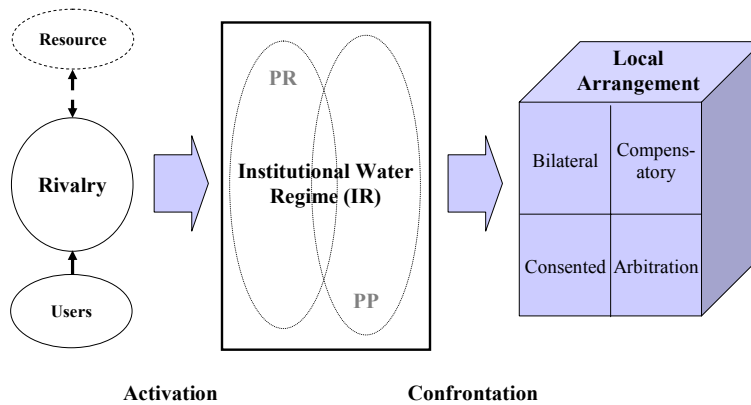 Resource
Rivalry
Users
PR
Institutional Water
Regime (IR)
PP
Local
Arrangement
Bilateral
Compens-
atory
Consented
Arbitration
Activation
Confrontation